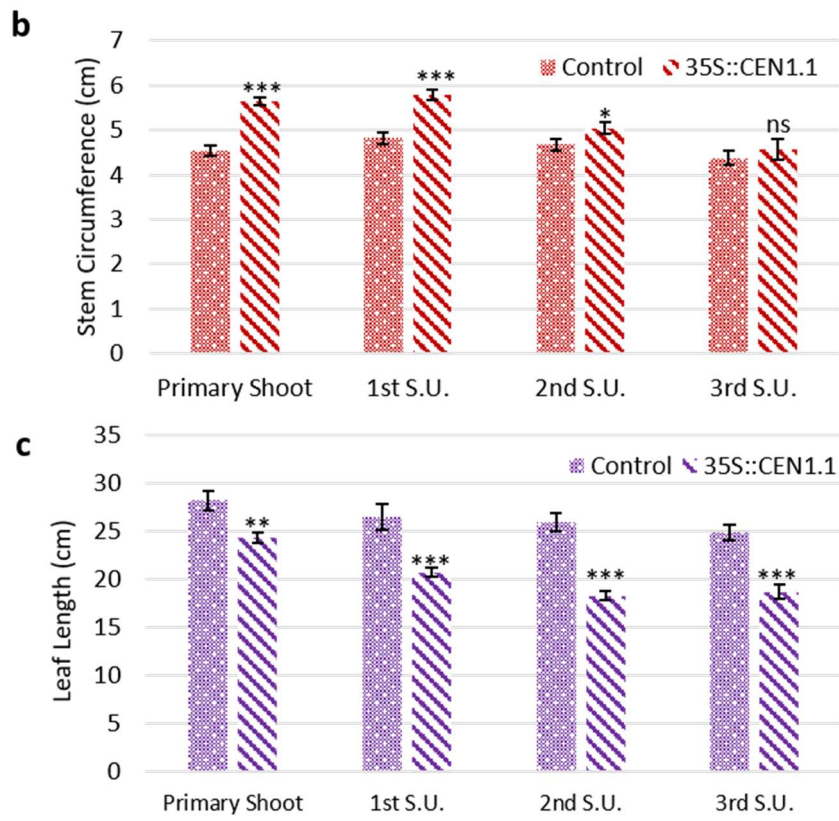 b
Stem Circumference (cm)
7
6
5
4
3
2
1
0
Control 35S::CEN1.1
*** *** * ns
Primary Shoot 1st S.U. 2nd S.U. 3rd S.U.
c
Leaf Length (cm)
35
30
25
20
15
10
5
0
Control 35S::CEN1.1
** *** *** ***
Primary Shoot 1st S.U. 2nd S.U. 3rd S.U.